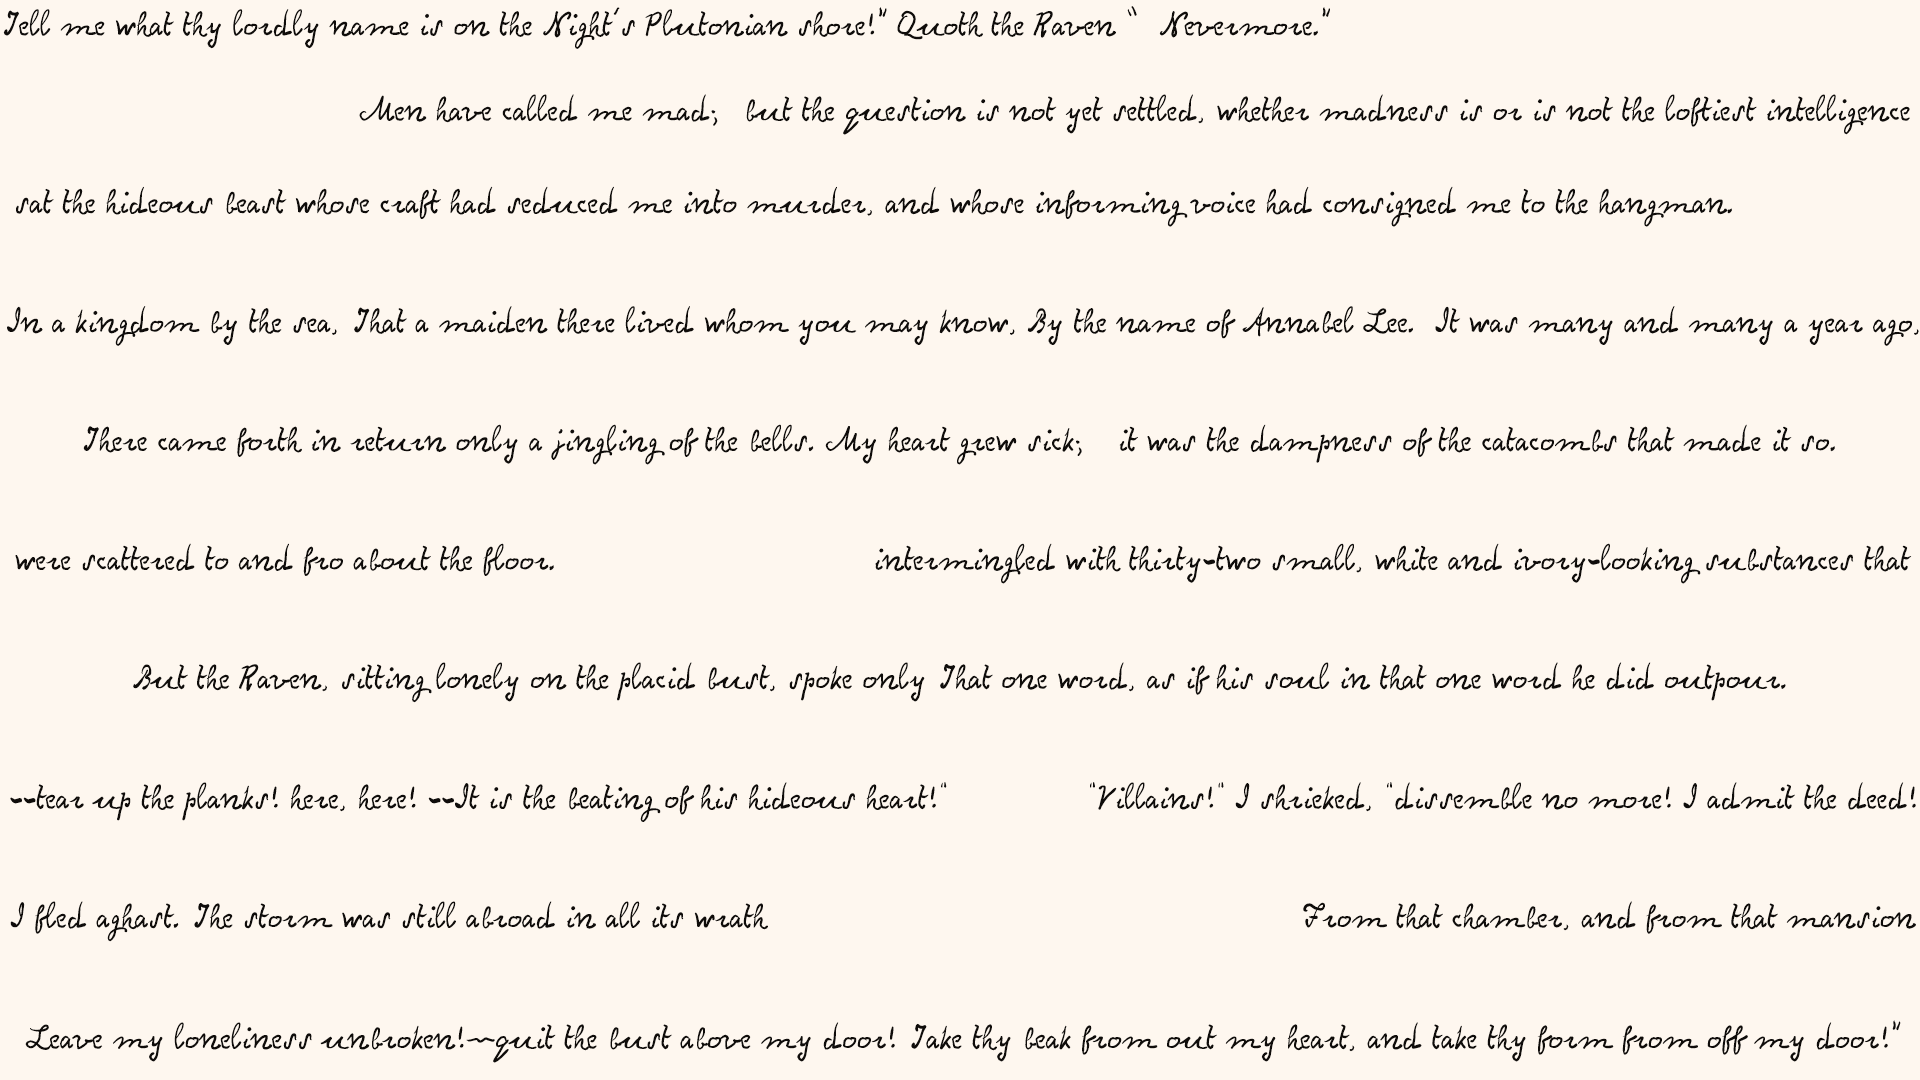 Tell me what thy lordly name is on the Night's Plutonian shore!" Quoth the Raven " Nevermore."
Men have called me mad; but the question is not yet settled, whether madness is or is not the loftiest intelligence
sat the hideous beast whose craft had seduced me into murder, and whose informing voice had consigned me to the hangman.
In a kingdom by the sea, That a maiden there lived whom you may know, By the name of Annabel Lee. It was many and many a year ago,
There came forth in return only a jingling of the bells. My heart grew sick; it was the dampness of the catacombs that made it so.
were scattered to and fro about the floor. intermingled with thirty-two small, white and ivory-looking substances that
But the Raven, sitting lonely on the placid bust, spoke only That one word, as if his soul in that one word he did outpour.
--tear up the planks! here, here! --It is the beating of his hideous heart!" "Villains!" I shrieked, "dissemble no more! I admit the deed!
I fled aghast. The storm was still abroad in all its wrath From that chamber, and from that mansion
Leave my loneliness unbroken!—quit the bust above my door! Take thy beak from out my heart, and take thy form from off my door!"